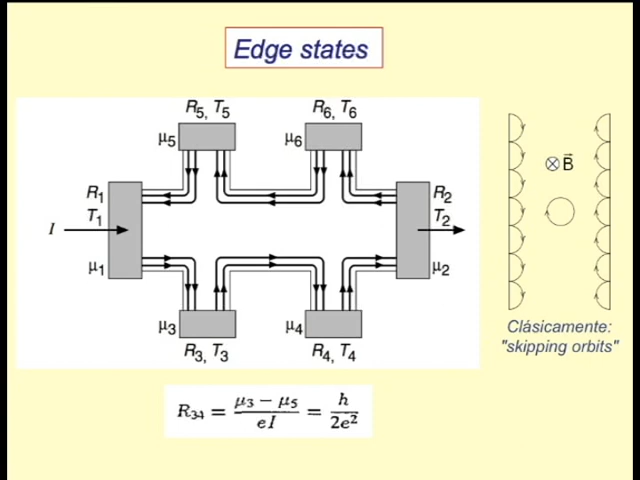 Edge states
R5, T5
R6, T6
μ5
μ6
R1
R2
T1
T2
I
μ1
μ2
μ3
μ4
R3, T3
R4, T4
⊗ B⃗
Clásicamente:
"skipping orbits"
R34 = (μ3 − μ5) / eI = h / 2e²